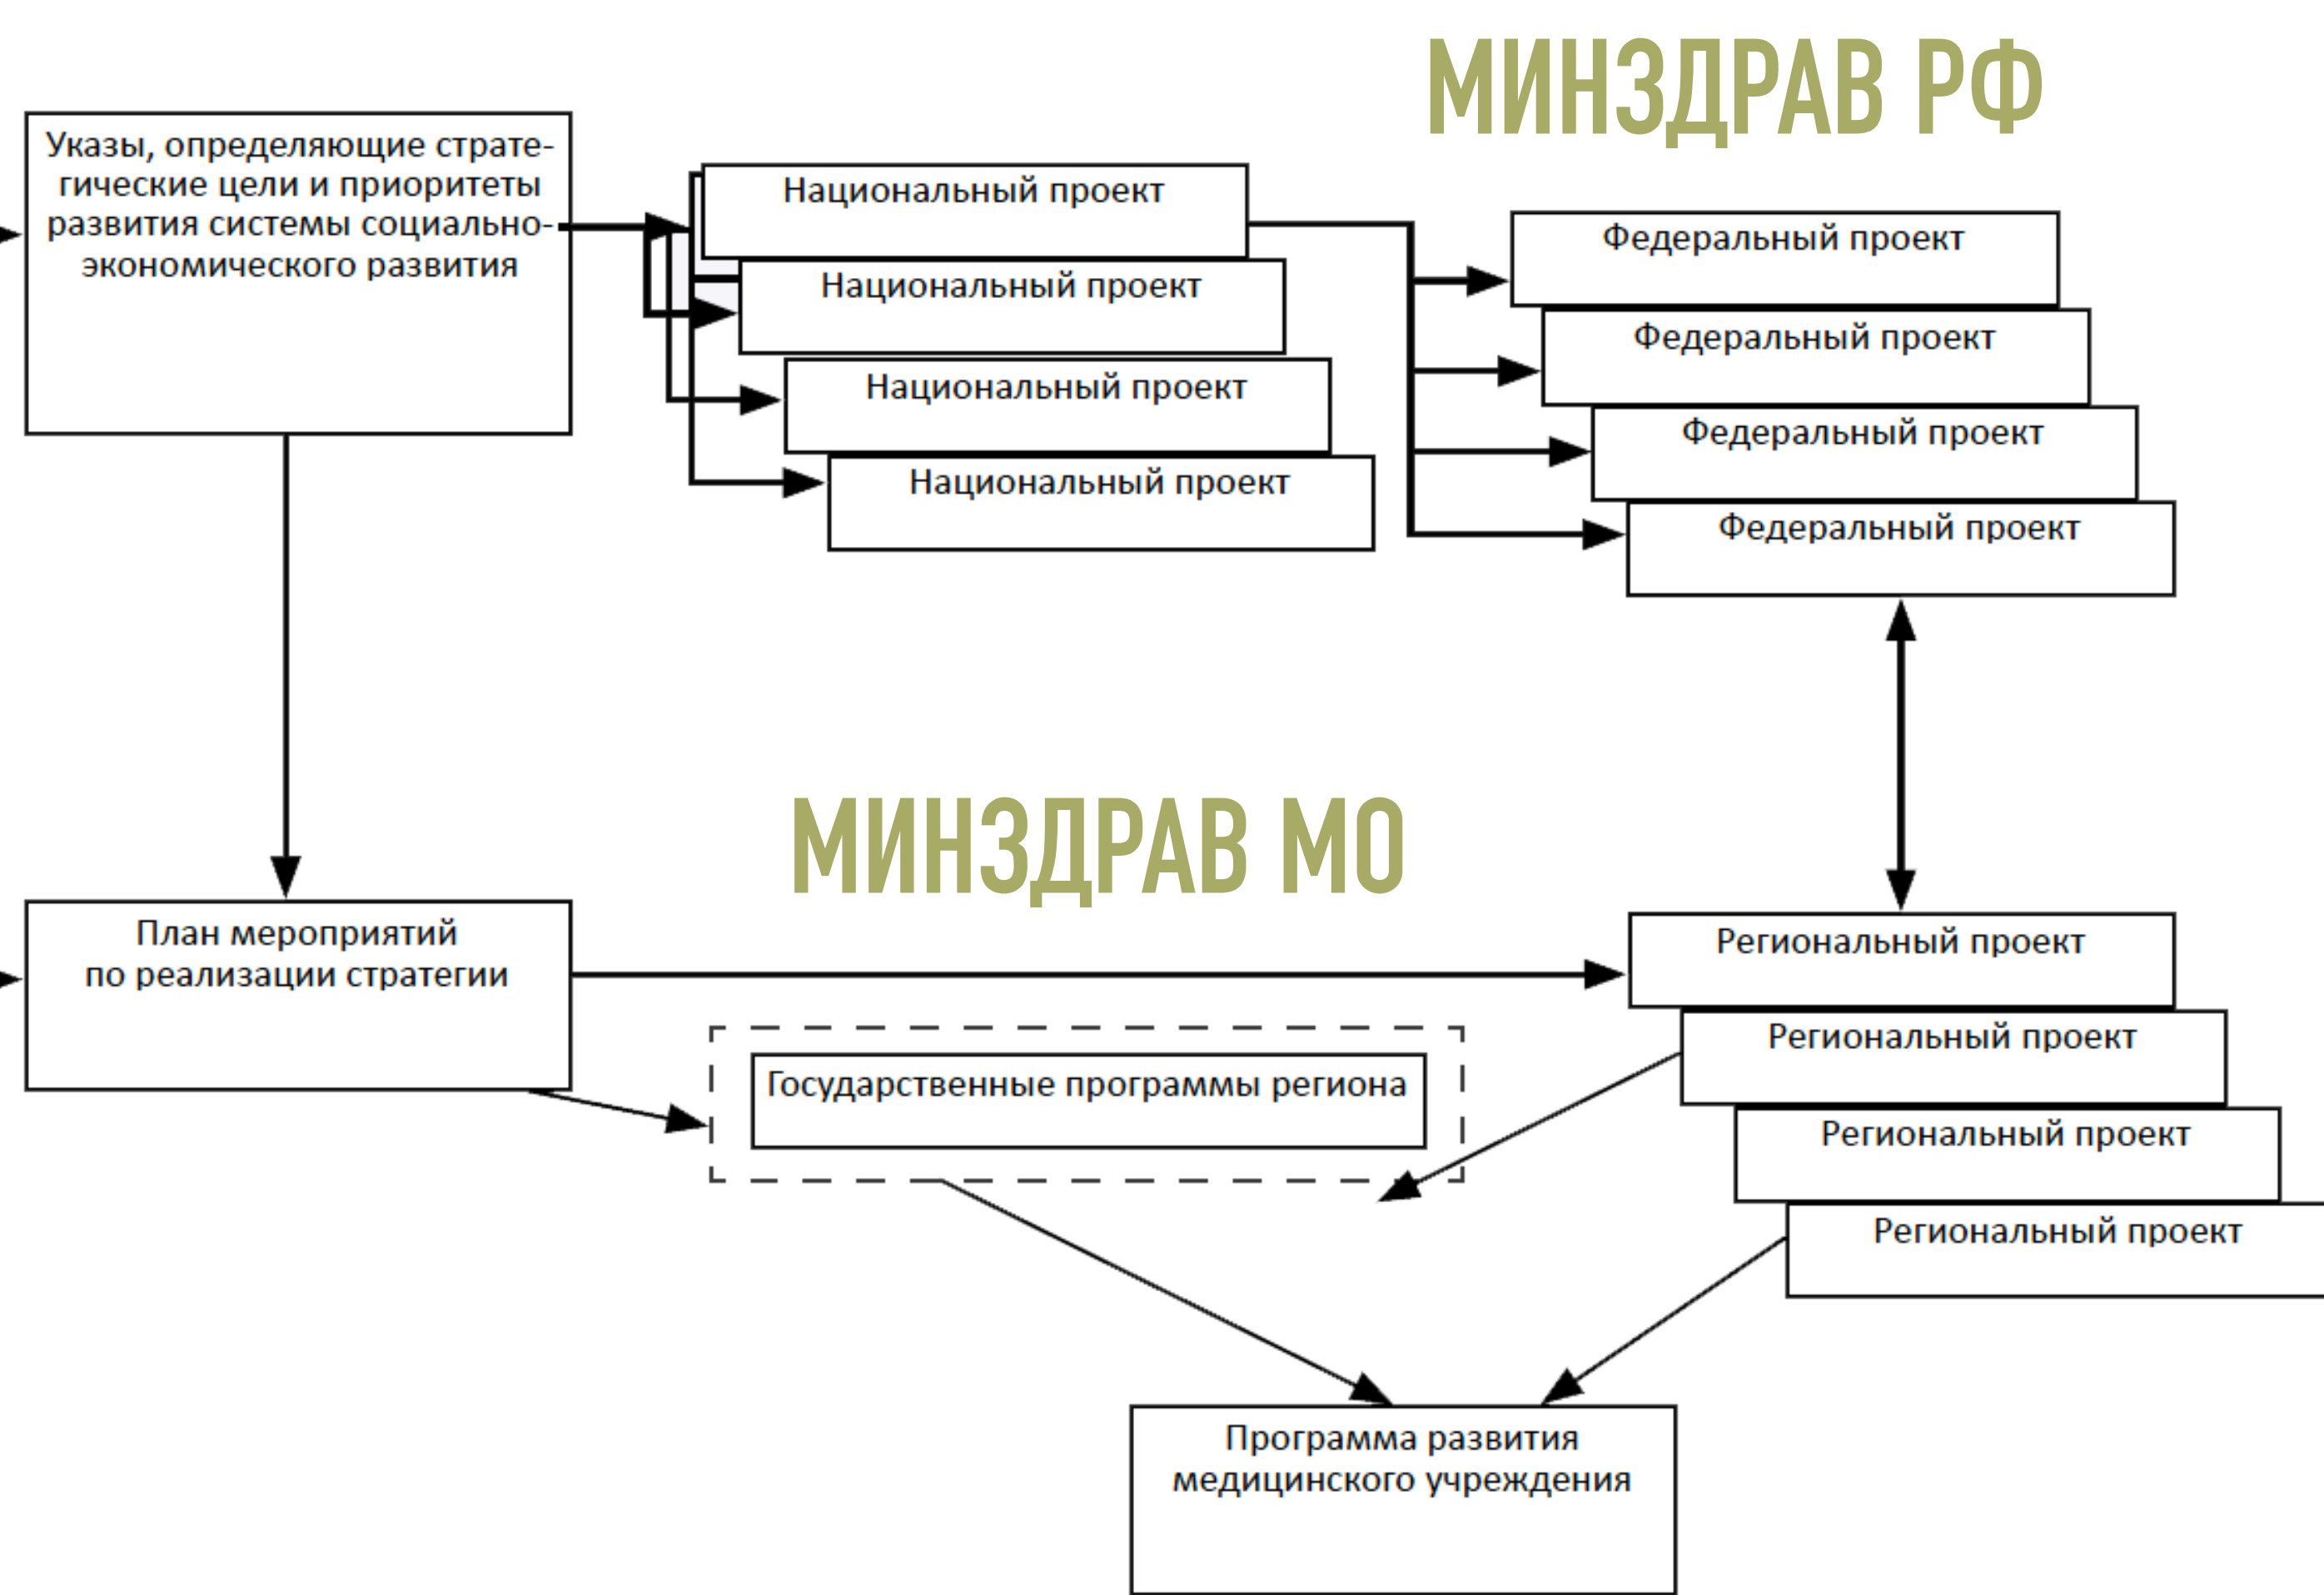 МИНЗДРАВ РФ
Указы, определяющие страте-
гические цели и приоритеты
развития системы социально-
экономического развития
Национальный проект
Национальный проект
Национальный проект
Национальный проект
Федеральный проект
Федеральный проект
Федеральный проект
Федеральный проект
МИНЗДРАВ МО
План мероприятий
по реализации стратегии
Государственные программы региона
Региональный проект
Региональный проект
Региональный проект
Региональный проект
Программа развития
медицинского учреждения